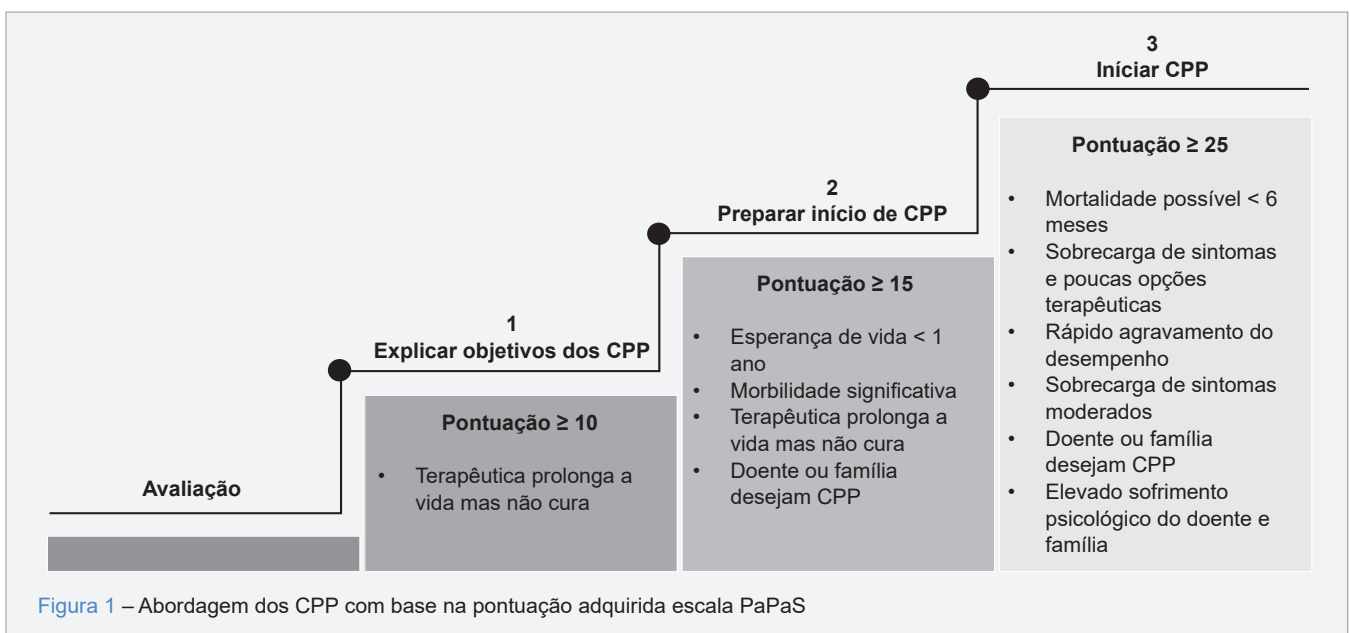 Avaliação
1
Explicar objetivos dos CPP
Pontuação ≥ 10
• Terapêutica prolonga a
vida mas não cura
2
Preparar início de CPP
Pontuação ≥ 15
• Esperança de vida < 1
ano
• Morbilidade significativa
• Terapêutica prolonga a
vida mas não cura
• Doente ou família
desejam CPP
3
Iníciar CPP
Pontuação ≥ 25
• Mortalidade possível < 6
meses
• Sobrecarga de sintomas
e poucas opções
terapêuticas
• Rápido agravamento do
desempenho
• Sobrecarga de sintomas
moderados
• Doente ou família
desejam CPP
• Elevado sofrimento
psicológico do doente e
família
Figura 1 – Abordagem dos CPP com base na pontuação adquirida escala PaPaS